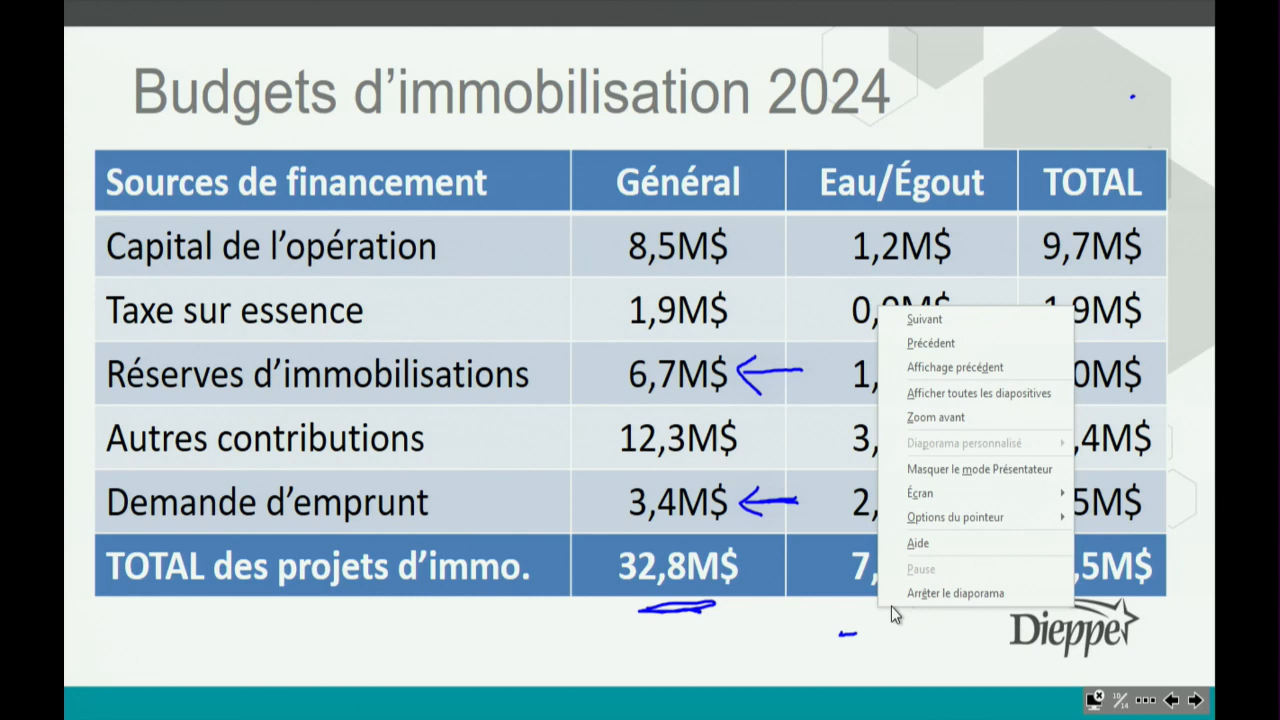 Budgets d'immobilisation 2024
Sources de financement Général Eau/Égout TOTAL
Capital de l'opération 8,5M$ 1,2M$ 9,7M$
Taxe sur essence 1,9M$
Réserves d'immobilisations 6,7M$
Autres contributions 12,3M$
Demande d'emprunt 3,4M$
TOTAL des projets d'immo. 32,8M$
Suivant
Précédent
Affichage précédent
Afficher toutes les diapositives
Zoom avant
Diaporama personnalisé
Masquer le mode Présentateur
Écran
Options du pointeur
Aide
Pause
Arrêter le diaporama
Dieppe